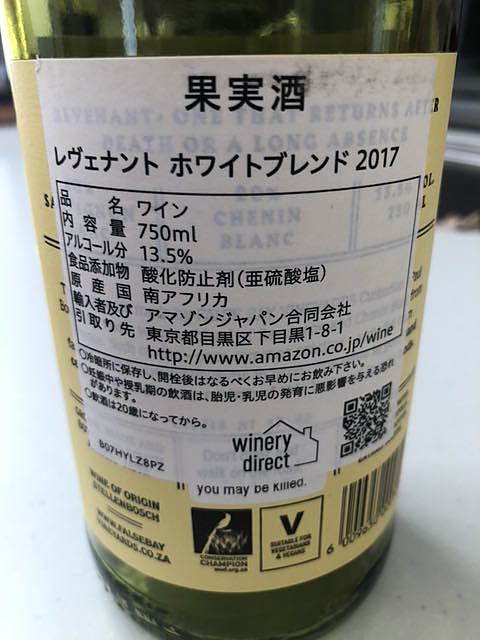 果実酒
REVENANT, ONE THAT RETURNS AFTER
DEATH OR A LONG ABSENCE
レヴェナント ホワイトブレンド 2017
品名 ワイン
内容量 750ml
アルコール分 13.5%
食品添加物 酸化防止剤(亜硫酸塩)
原産国 南アフリカ
輸入者及び引取り先 アマゾンジャパン合同会社
東京都目黒区下目黒1-8-1
http://www.amazon.co.jp/wine
20%
CHENIN
BLANC
○冷暗所に保存し、開栓後はなるべくお早めにお飲み下さい。
○妊娠中や授乳期の飲酒は、胎児・乳児の発育に悪影響を与える恐れ
があります。
○飲酒は20歳になってから。
B07HYLZ8PZ
winery
direct
you may be killed.
WINE OF ORIGIN
STELLENBOSCH
WWW.FALSEBAY
VINEYARDS.CO.ZA
CONSERVATION
CHAMPION
wwf.org.za
V
SUITABLE FOR
VEGETARIANS
& VEGANS